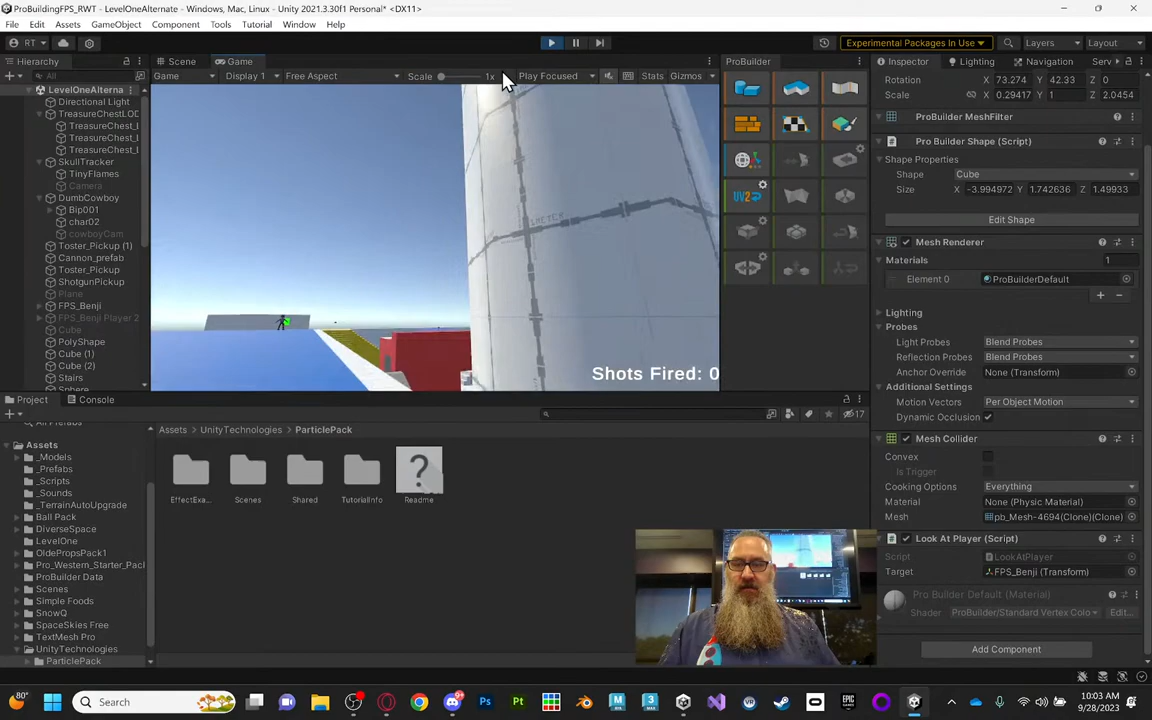 ProBuildingFPS_RWT - LevelOneAlternate - Windows, Mac, Linux - Unity 2021.3.30f1 Personal* <DX11>
File Edit Assets GameObject Component Tools Tutorial Window Help
RT Experimental Packages In Use Layers Layout
Hierarchy Scene Game ProBuilder Inspector Lighting Navigation Serv
All Game Display 1 Free Aspect Scale 1x Play Focused Stats Gizmos
LevelOneAlterna
Directional Light
TreasureChestLOD
TreasureChest_L
TreasureChest_L
TreasureChest_L
SkullTracker
TinyFlames
Camera
DumbCowboy
Bip001
char02
cowboyCam
Toster_Pickup (1)
Cannon_prefab
Toster_Pickup
ShotgunPickup
Plane
FPS_Benji
FPS_Benji Player 2
Cube
PolyShape
Cube (1)
Cube (2)
Stairs
Sphere
Shots Fired: 0
UV2
Rotation X 73.274 Y 42.33 Z 0
Scale X 0.29417 Y 1 Z 2.0454
ProBuilder MeshFilter
Pro Builder Shape (Script)
Shape Properties
Shape Cube
Size X -3.994972 Y 1.742636 Z 1.49933
Edit Shape
Mesh Renderer
Materials 1
Element 0 ProBuilderDefault
Lighting
Probes
Light Probes Blend Probes
Reflection Probes Blend Probes
Anchor Override None (Transform)
Additional Settings
Motion Vectors Per Object Motion
Dynamic Occlusion
Mesh Collider
Convex
Is Trigger
Cooking Options Everything
Material None (Physic Material)
Mesh pb_Mesh-4694(Clone)(Clone)
Look At Player (Script)
Script LookAtPlayer
Target FPS_Benji (Transform)
Pro Builder Default (Material)
Shader ProBuilder/Standard Vertex Colo Edit...
Add Component
Project Console
17
All Prefabs
Assets
_Models
_Prefabs
_Scripts
_Sounds
_TerrainAutoUpgrade
Ball Pack
DiverseSpace
LevelOne
OldePropsPack1
Pro_Western_Starter_Pack
ProBuilder Data
Scenes
Simple Foods
SnowQ
SpaceSkies Free
TextMesh Pro
UnityTechnologies
ParticlePack
Assets UnityTechnologies ParticlePack
EffectExa... Scenes Shared TutorialInfo Readme
Search
80°
10:03 AM
9/28/2023